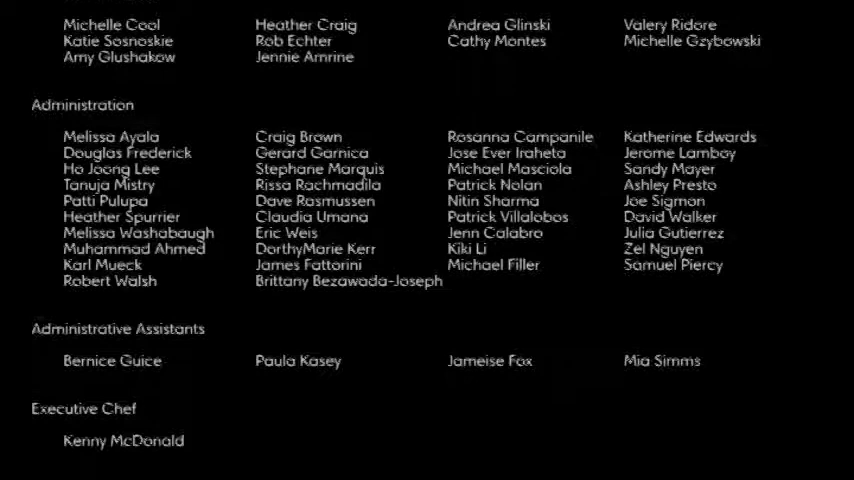 Michelle Cool Heather Craig Andrea Glinski Valery Ridore
Katie Sosnoskie Rob Echter Cathy Montes Michelle Gzybowski
Amy Glushakow Jennie Amrine
Administration
Melissa Ayala Craig Brown Rosanna Campanile Katherine Edwards
Douglas Frederick Gerard Garnica Jose Ever Iraheta Jerome Lamboy
Ho Joong Lee Stephane Marquis Michael Masciola Sandy Mayer
Tanuja Mistry Rissa Rachmadila Patrick Nolan Ashley Presto
Patti Pulupa Dave Rasmussen Nitin Sharma Joe Sigmon
Heather Spurrier Claudia Umana Patrick Villalobos David Walker
Melissa Washabaugh Eric Weis Jenn Calabro Julia Gutierrez
Muhammad Ahmed DorthyMarie Kerr Kiki Li Zel Nguyen
Karl Mueck James Fattorini Michael Filler Samuel Piercy
Robert Walsh Brittany Bezawada-Joseph
Administrative Assistants
Bernice Guice Paula Kasey Jameise Fox Mia Simms
Executive Chef
Kenny McDonald